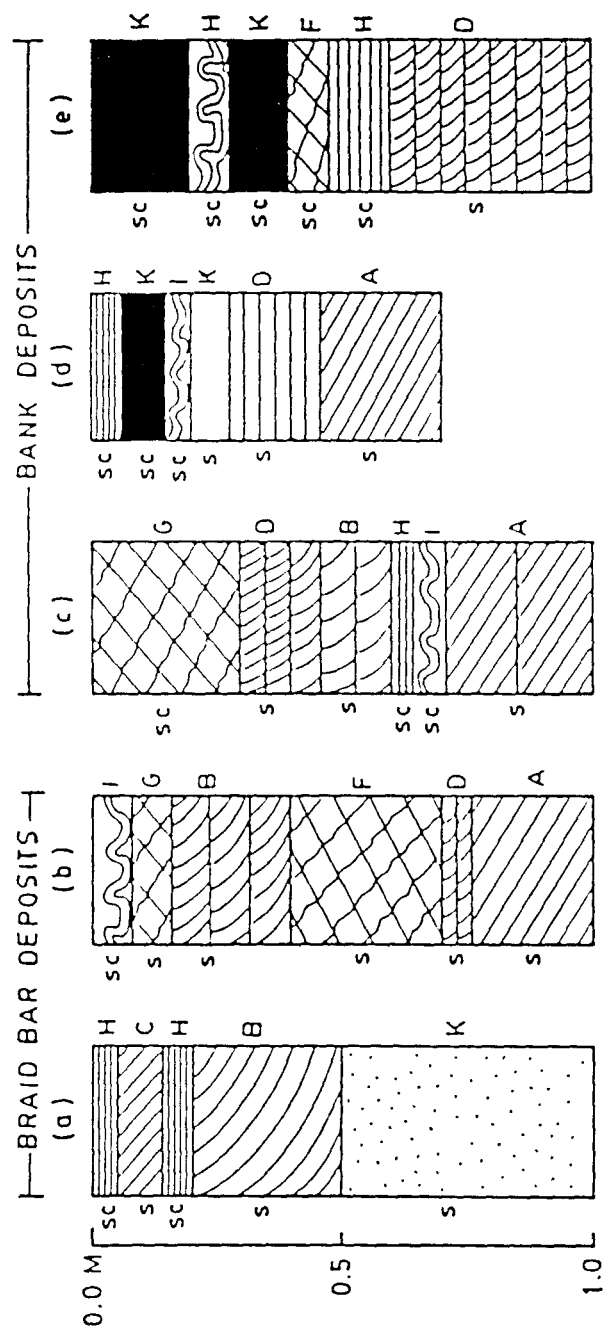 BRAID BAR DEPOSITS
BANK DEPOSITS
0.0 M
0.5
1.0
(a)
sc H
s C
sc H
s B
s K
(b)
sc I
s G
s B
s F
s D
s A
(c)
sc G
s D
s B
sc H
sc I
s A
(d)
sc H
sc K
sc I
s K
s D
s A
(e)
sc K
sc H
sc K
sc F
sc H
s D